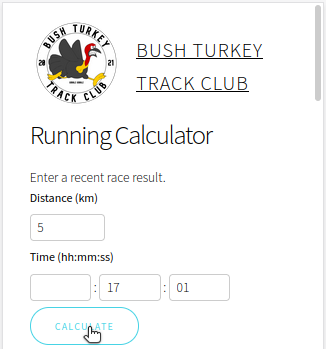 BUSH TURKEY
20 21
TRACK CLUB
BUSH TURKEY
TRACK CLUB
Running Calculator
Enter a recent race result.
Distance (km)
5
Time (hh:mm:ss)
: 17 : 01
CALCULATE